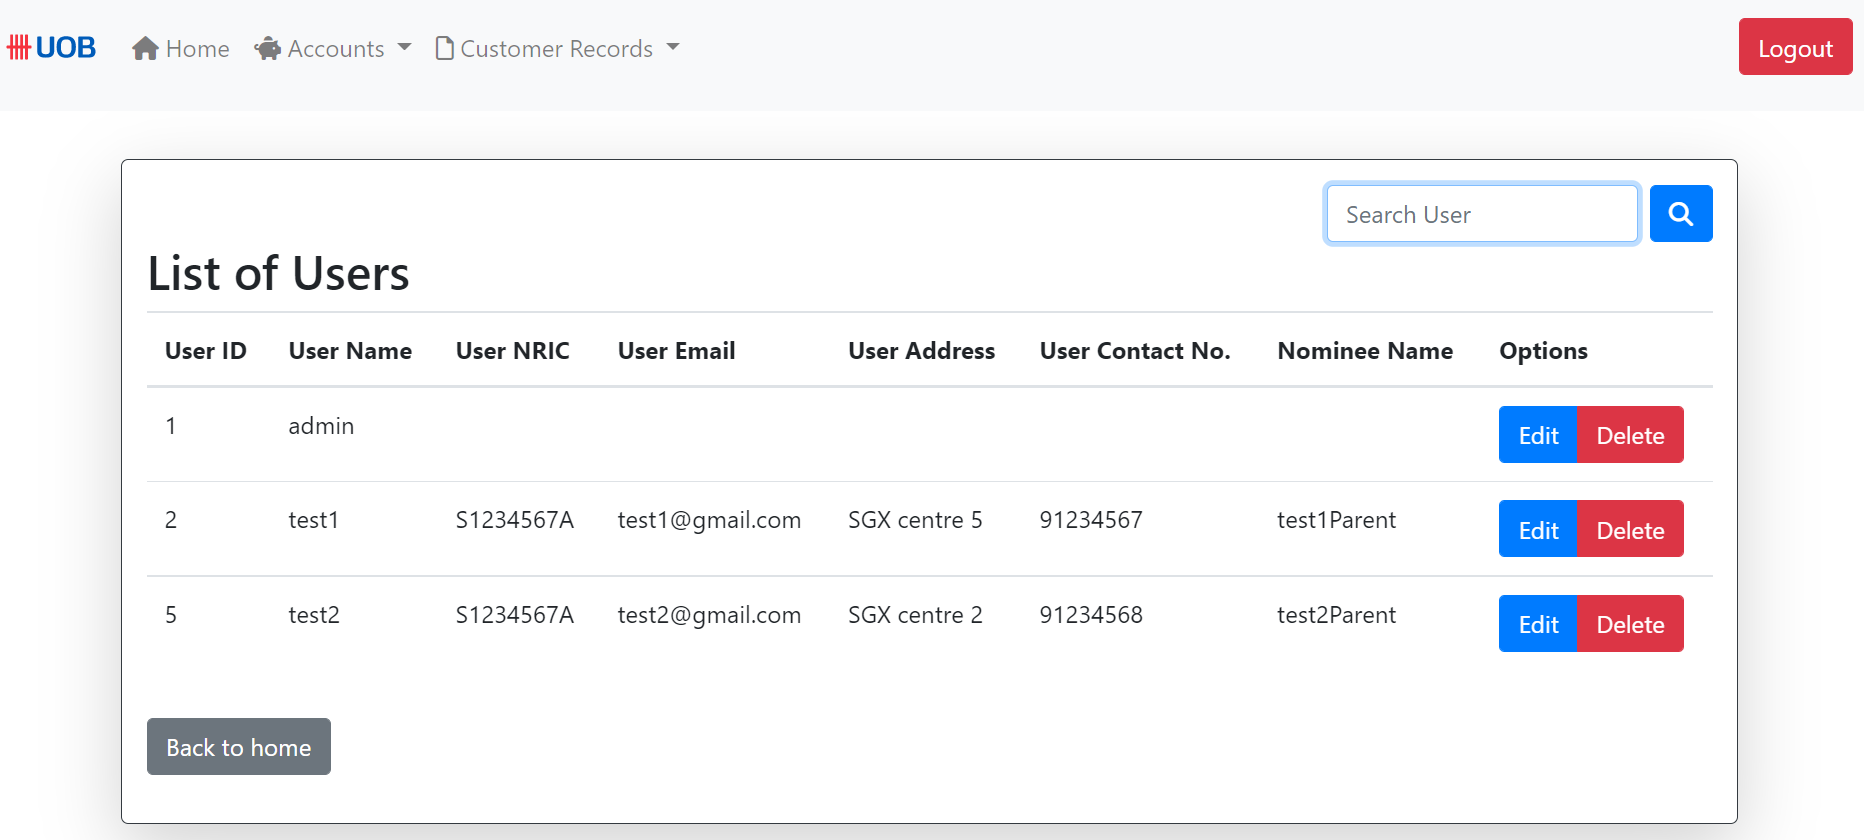 UOB Home Accounts Customer Records Logout
Search User
List of Users
User ID User Name User NRIC User Email User Address User Contact No. Nominee Name Options
1 admin Edit Delete
2 test1 S1234567A test1@gmail.com SGX centre 5 91234567 test1Parent Edit Delete
5 test2 S1234567A test2@gmail.com SGX centre 2 91234568 test2Parent Edit Delete
Back to home